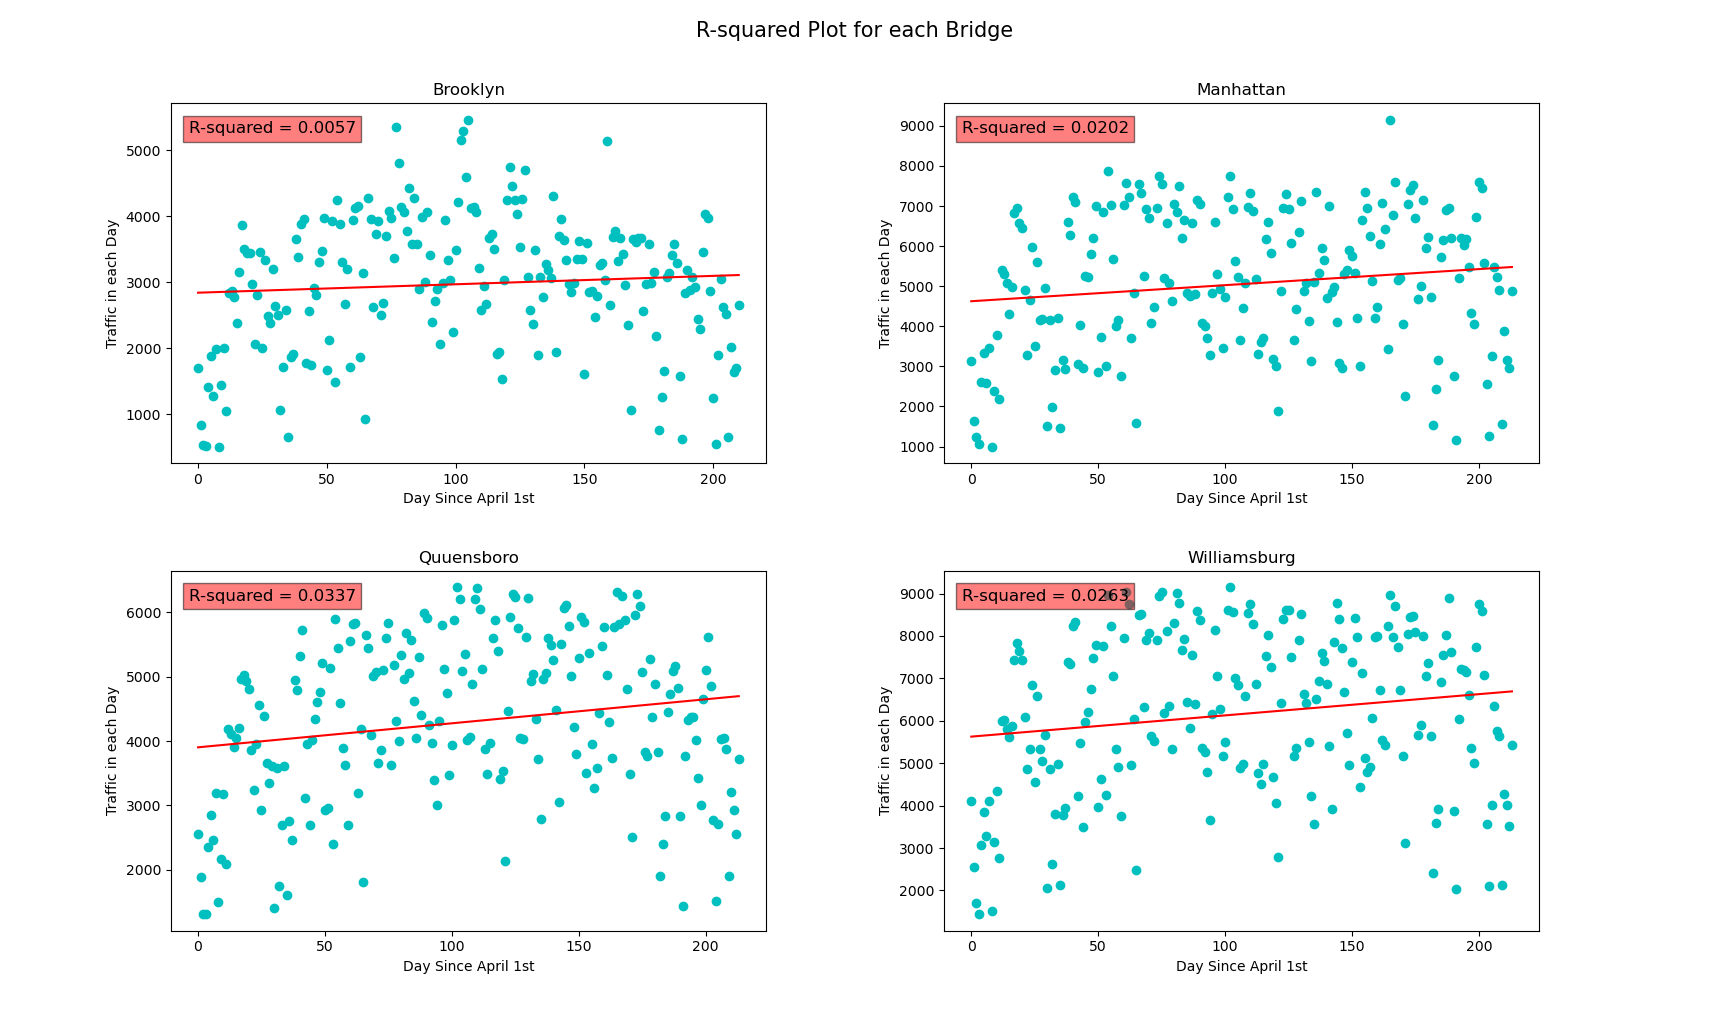 R-squared Plot for each Bridge
Brooklyn
R-squared = 0.0057
5000
4000
3000
2000
1000
Traffic in each Day
0 50 100 150 200
Day Since April 1st
Manhattan
R-squared = 0.0202
9000
8000
7000
6000
5000
4000
3000
2000
1000
Traffic in each Day
0 50 100 150 200
Day Since April 1st
Quuensboro
R-squared = 0.0337
6000
5000
4000
3000
2000
Traffic in each Day
0 50 100 150 200
Day Since April 1st
Williamsburg
R-squared = 0.0263
9000
8000
7000
6000
5000
4000
3000
2000
Traffic in each Day
0 50 100 150 200
Day Since April 1st